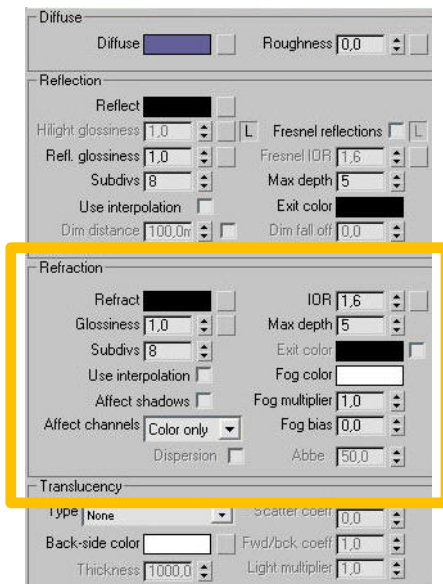 Diffuse
Diffuse Roughness 0,0
Reflection
Reflect
Hilight glossiness 1,0 L Fresnel reflections L
Refl. glossiness 1,0 Fresnel IOR 1,6
Subdivs 8 Max depth 5
Use interpolation Exit color
Dim distance 100,0m Dim fall off 0,0
Refraction
Refract IOR 1,6
Glossiness 1,0 Max depth 5
Subdivs 8 Exit color
Use interpolation Fog color
Affect shadows Fog multiplier 1,0
Affect channels Color only Fog bias 0,0
Dispersion Abbe 50,0
Translucency
Type None Scatter coeff 0,0
Back-side color Fwd/bck coeff 1,0
Thickness 1000,0 Light multiplier 1,0